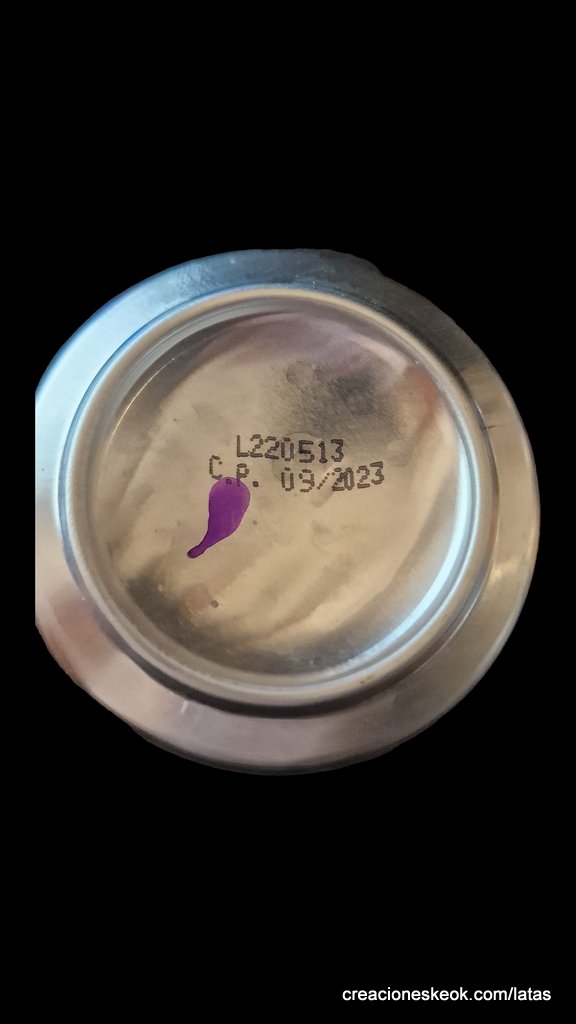 L220513
C.P. 09/2023
creacioneskeok.com/latas